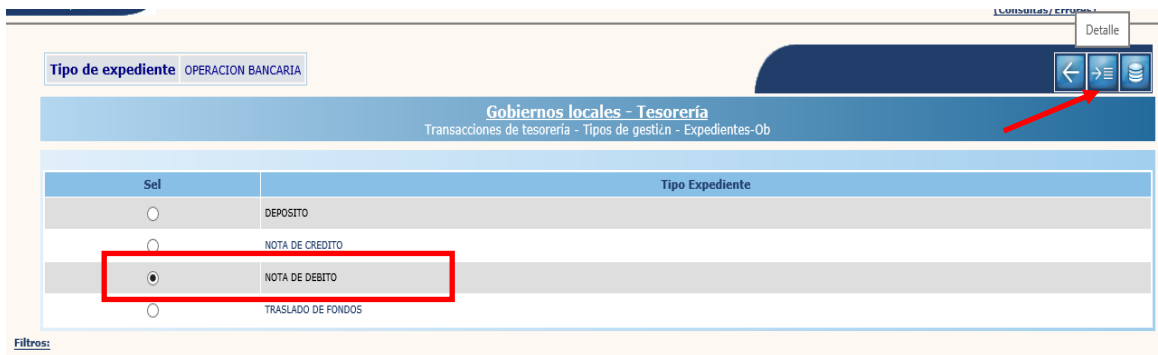 [Consultas/Errores]
Detalle
Tipo de expediente OPERACION BANCARIA
Gobiernos locales - Tesorería
Transacciones de tesorería - Tipos de gestión - Expedientes-Ob
Sel Tipo Expediente
DEPOSITO
NOTA DE CREDITO
NOTA DE DEBITO
TRASLADO DE FONDOS
Filtros: